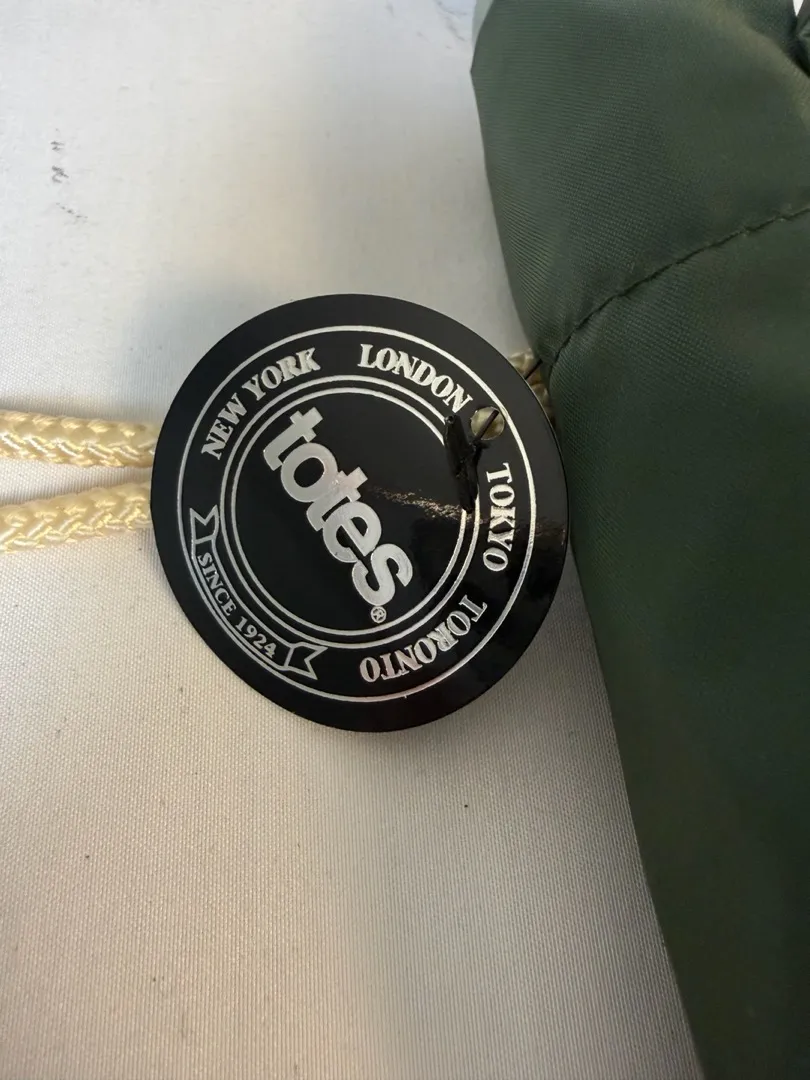 NEW YORK
LONDON
TOKYO
TORONTO
SINCE 1924
totes®